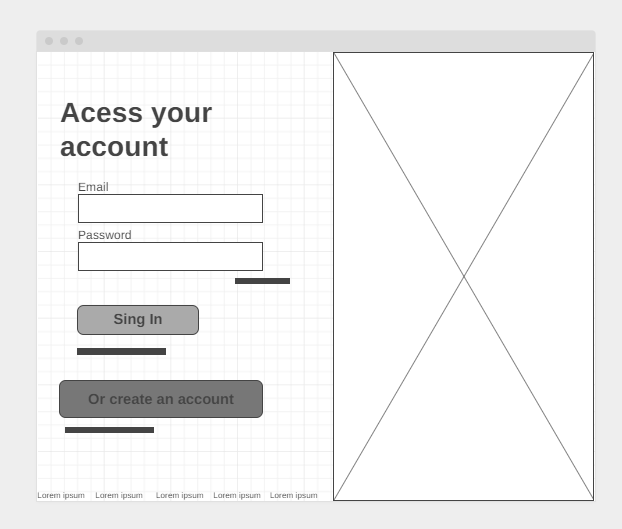 Acess your
account
Email
Password
Sing In
Or create an account
Lorem ipsum Lorem ipsum Lorem ipsum Lorem ipsum Lorem ipsum